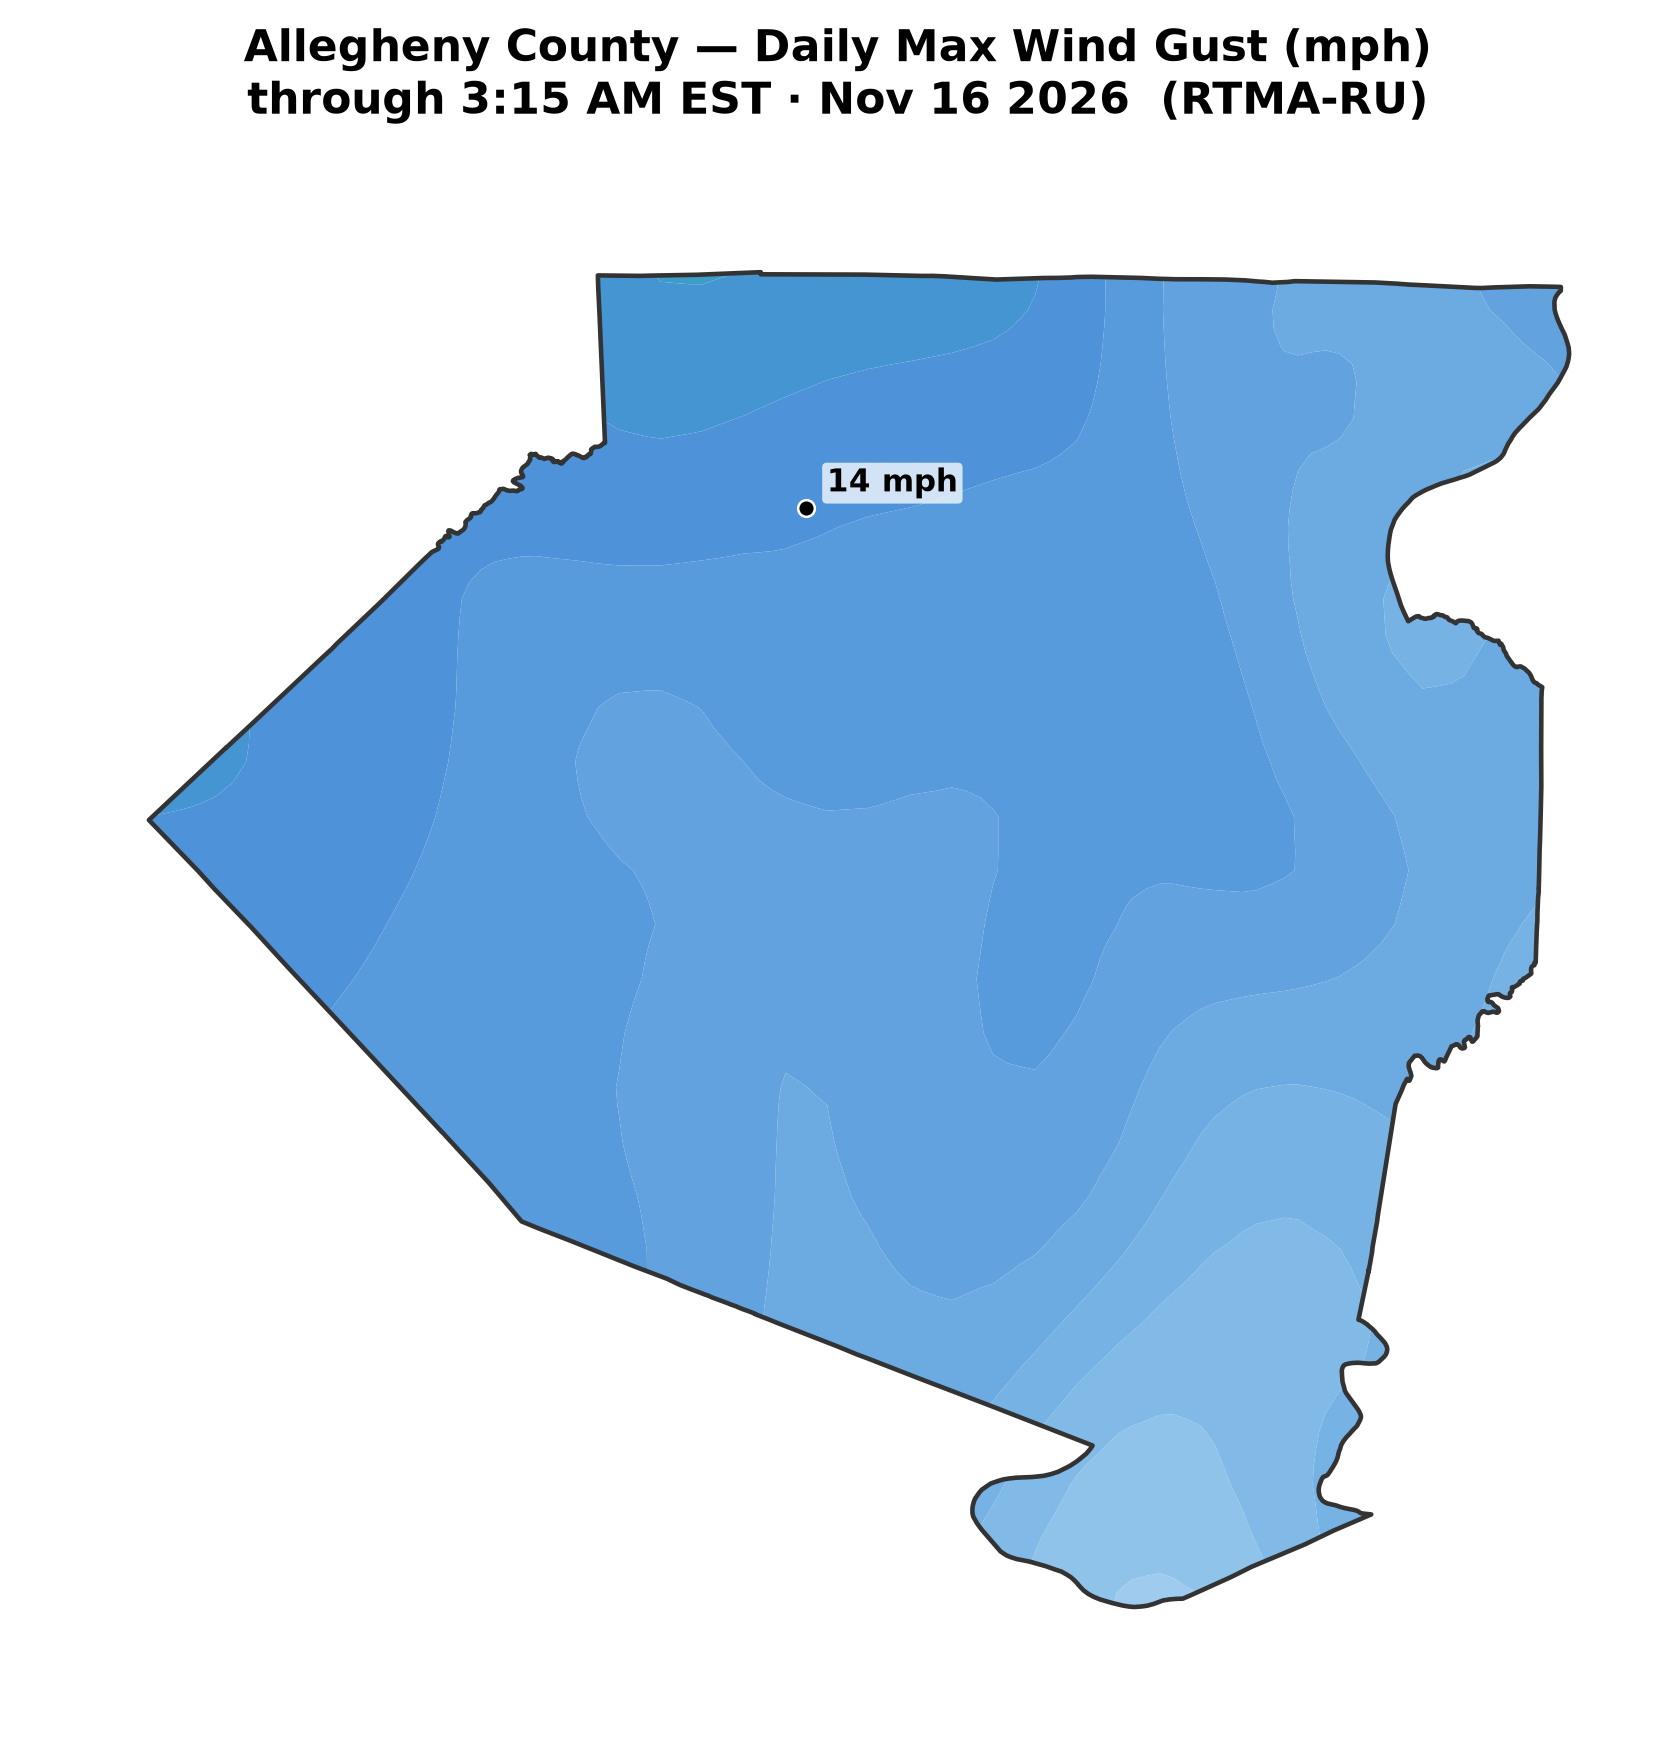 Allegheny County — Daily Max Wind Gust (mph)
through 3:15 AM EST · Nov 16 2026 (RTMA-RU)
14 mph